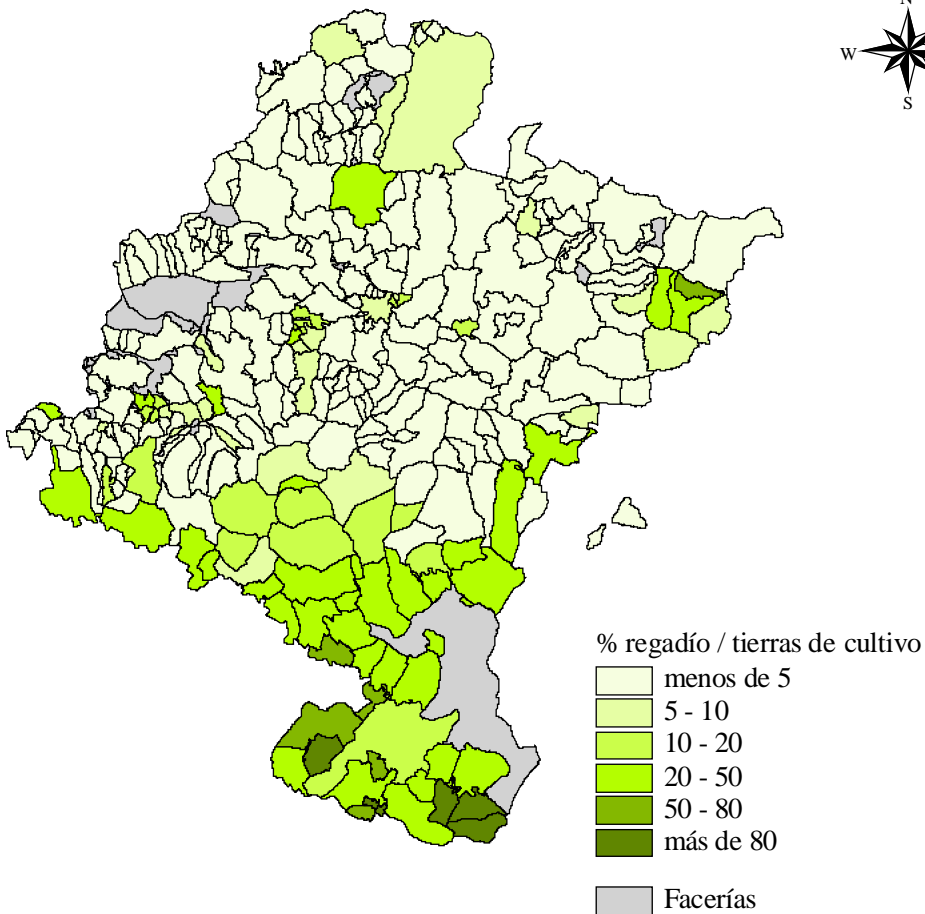 N
W
S
% regadío / tierras de cultivo
menos de 5
5 - 10
10 - 20
20 - 50
50 - 80
más de 80
Facerías